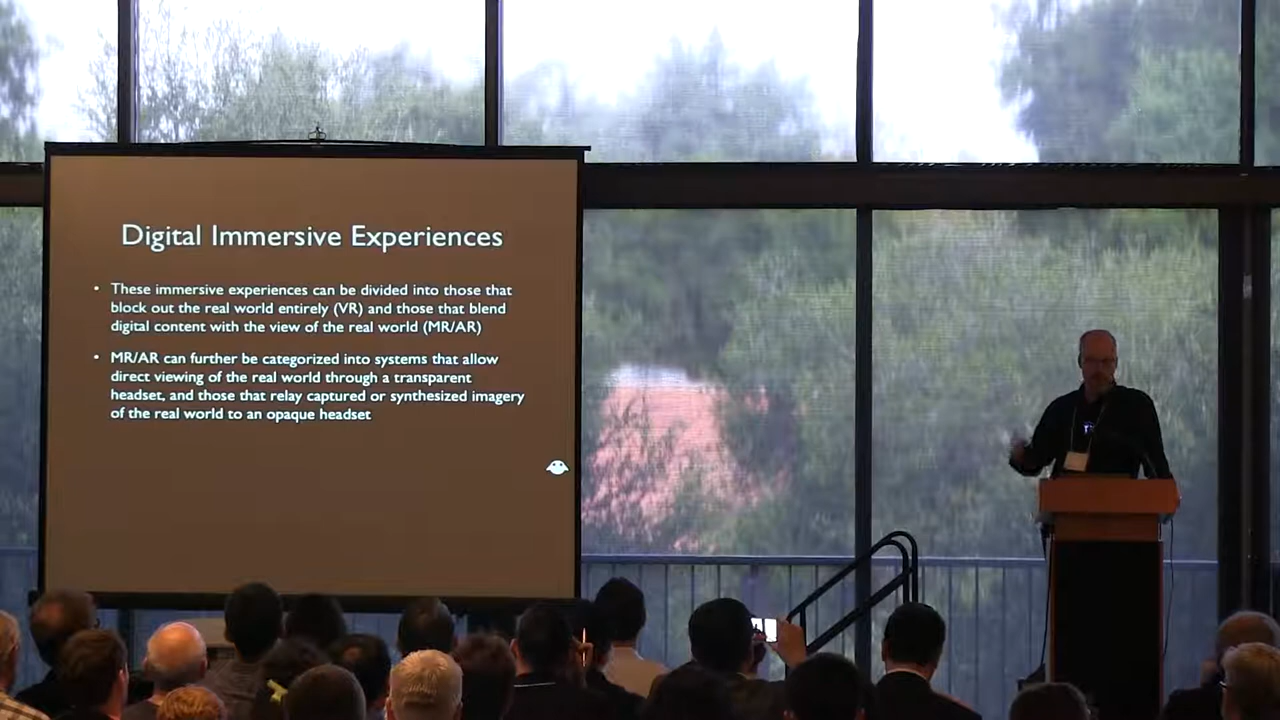 Digital Immersive Experiences
• These immersive experiences can be divided into those that
block out the real world entirely (VR) and those that blend
digital content with the view of the real world (MR/AR)
• MR/AR can further be categorized into systems that allow
direct viewing of the real world through a transparent
headset, and those that relay captured or synthesized imagery
of the real world to an opaque headset